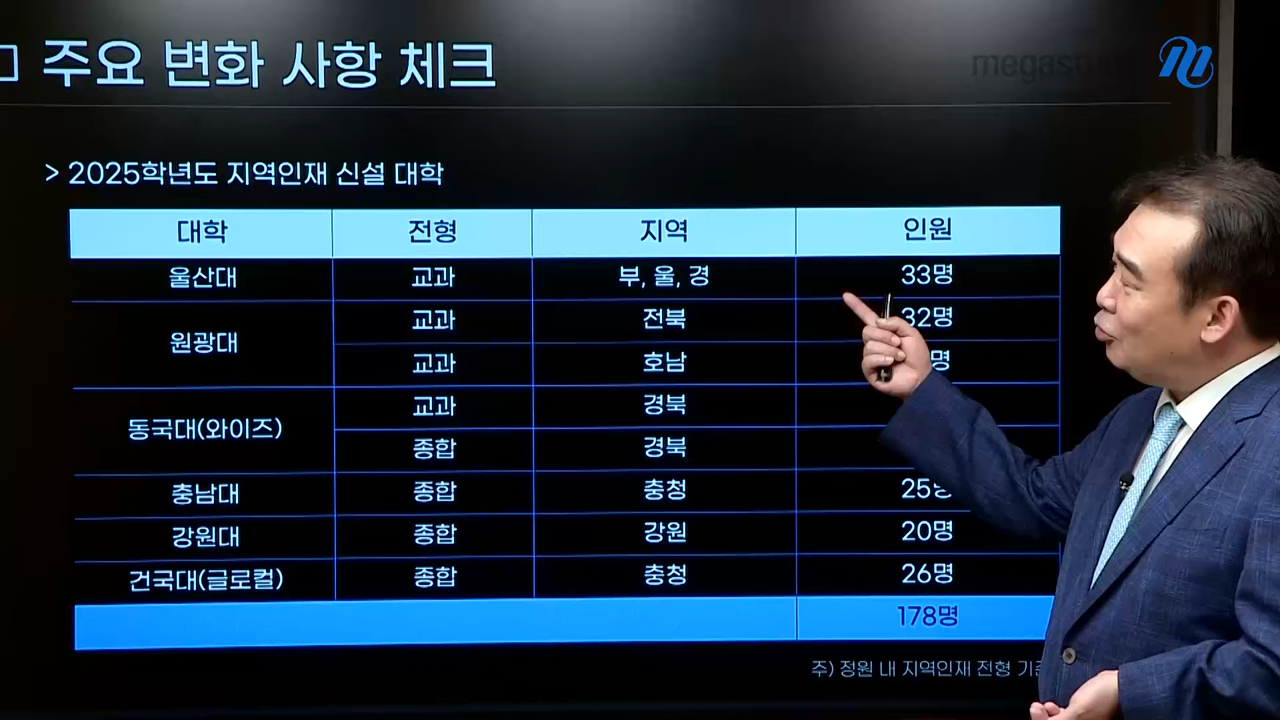 주요 변화 사항 체크
> 2025학년도 지역인재 신설 대학
대학 전형 지역 인원
울산대 교과 부, 울, 경 33명
원광대 교과 전북 32명
교과 호남 명
동국대(와이즈) 교과 경북
종합 경북
충남대 종합 충청 25명
강원대 종합 강원 20명
건국대(글로컬) 종합 충청 26명
178명
주) 정원 내 지역인재 전형